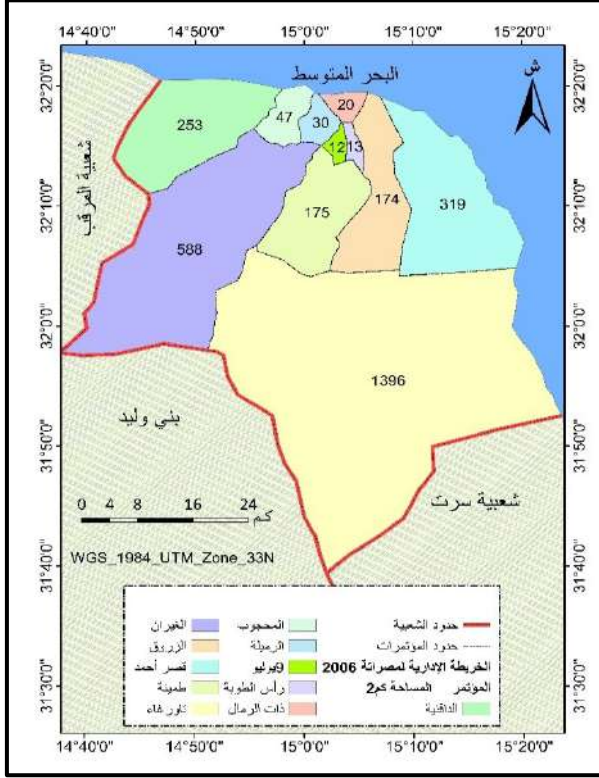 14°40'0" 14°50'0" 15°0'0" 15°10'0" 15°20'0"
البحر المتوسط
ش
32°20'0" 32°20'0"
253 47 30 20
12 13
شعبية المرقب
32°10'0" 32°10'0"
175 174 319
588
32°0'0" 32°0'0"
1396
بني وليد
31°50'0" 31°50'0"
شعبية سرت
0 4 8 16 24
كم
WGS_1984_UTM_Zone_33N
31°40'0" 31°40'0"
حدود الشعبية المحجوب الغيران
حدود المؤتمرات الرميلة الزروق
الخريطة الإدارية لمصراتة 2006 9يوليو قصر أحمد
المؤتمر المساحة كم2 رأس الطوبة طمينة
الدافنية ذات الرمال تاورغاء
31°30'0" 31°30'0"
14°40'0" 14°50'0" 15°0'0" 15°10'0" 15°20'0"